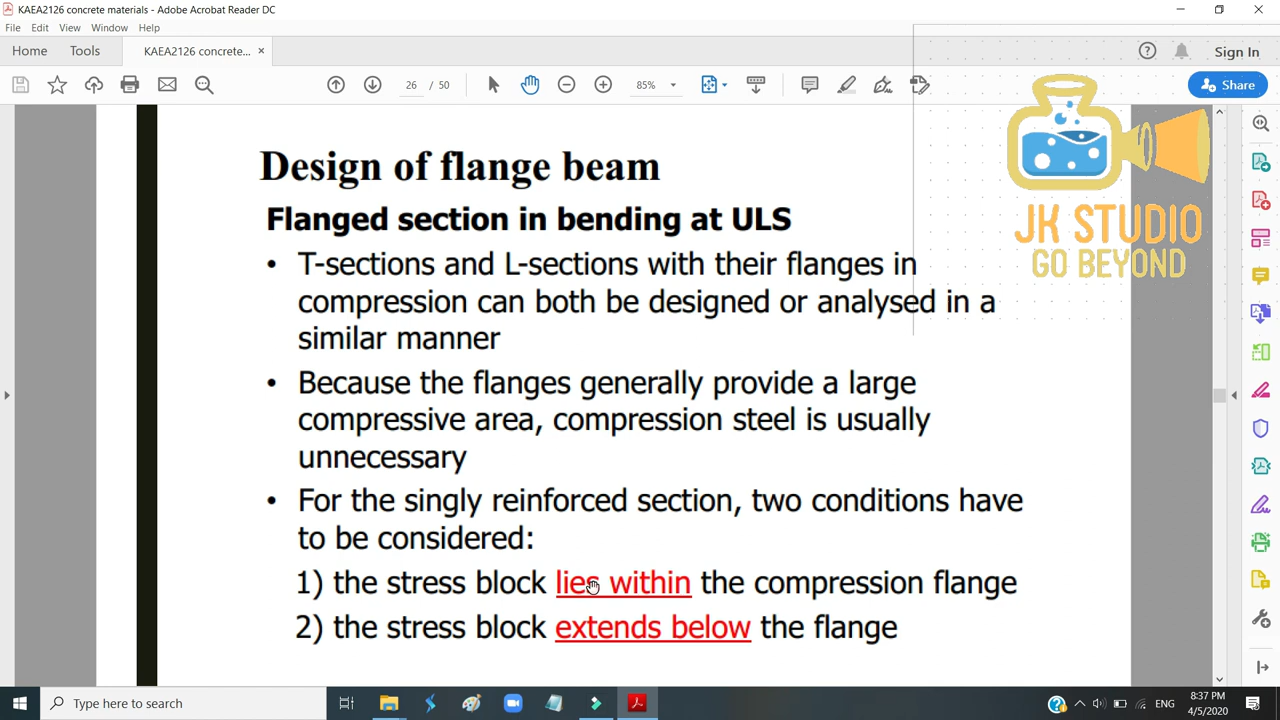 KAEA2126 concrete materials - Adobe Acrobat Reader DC
File Edit View Window Help
Home Tools KAEA2126 concrete... × Sign In
26 / 50 85% Share
Design of flange beam
Flanged section in bending at ULS
• T-sections and L-sections with their flanges in
compression can both be designed or analysed in a
similar manner
• Because the flanges generally provide a large
compressive area, compression steel is usually
unnecessary
• For the singly reinforced section, two conditions have
to be considered:
1) the stress block lies within the compression flange
2) the stress block extends below the flange
JK STUDIO
GO BEYOND
Type here to search
ENG
8:37 PM
4/5/2020